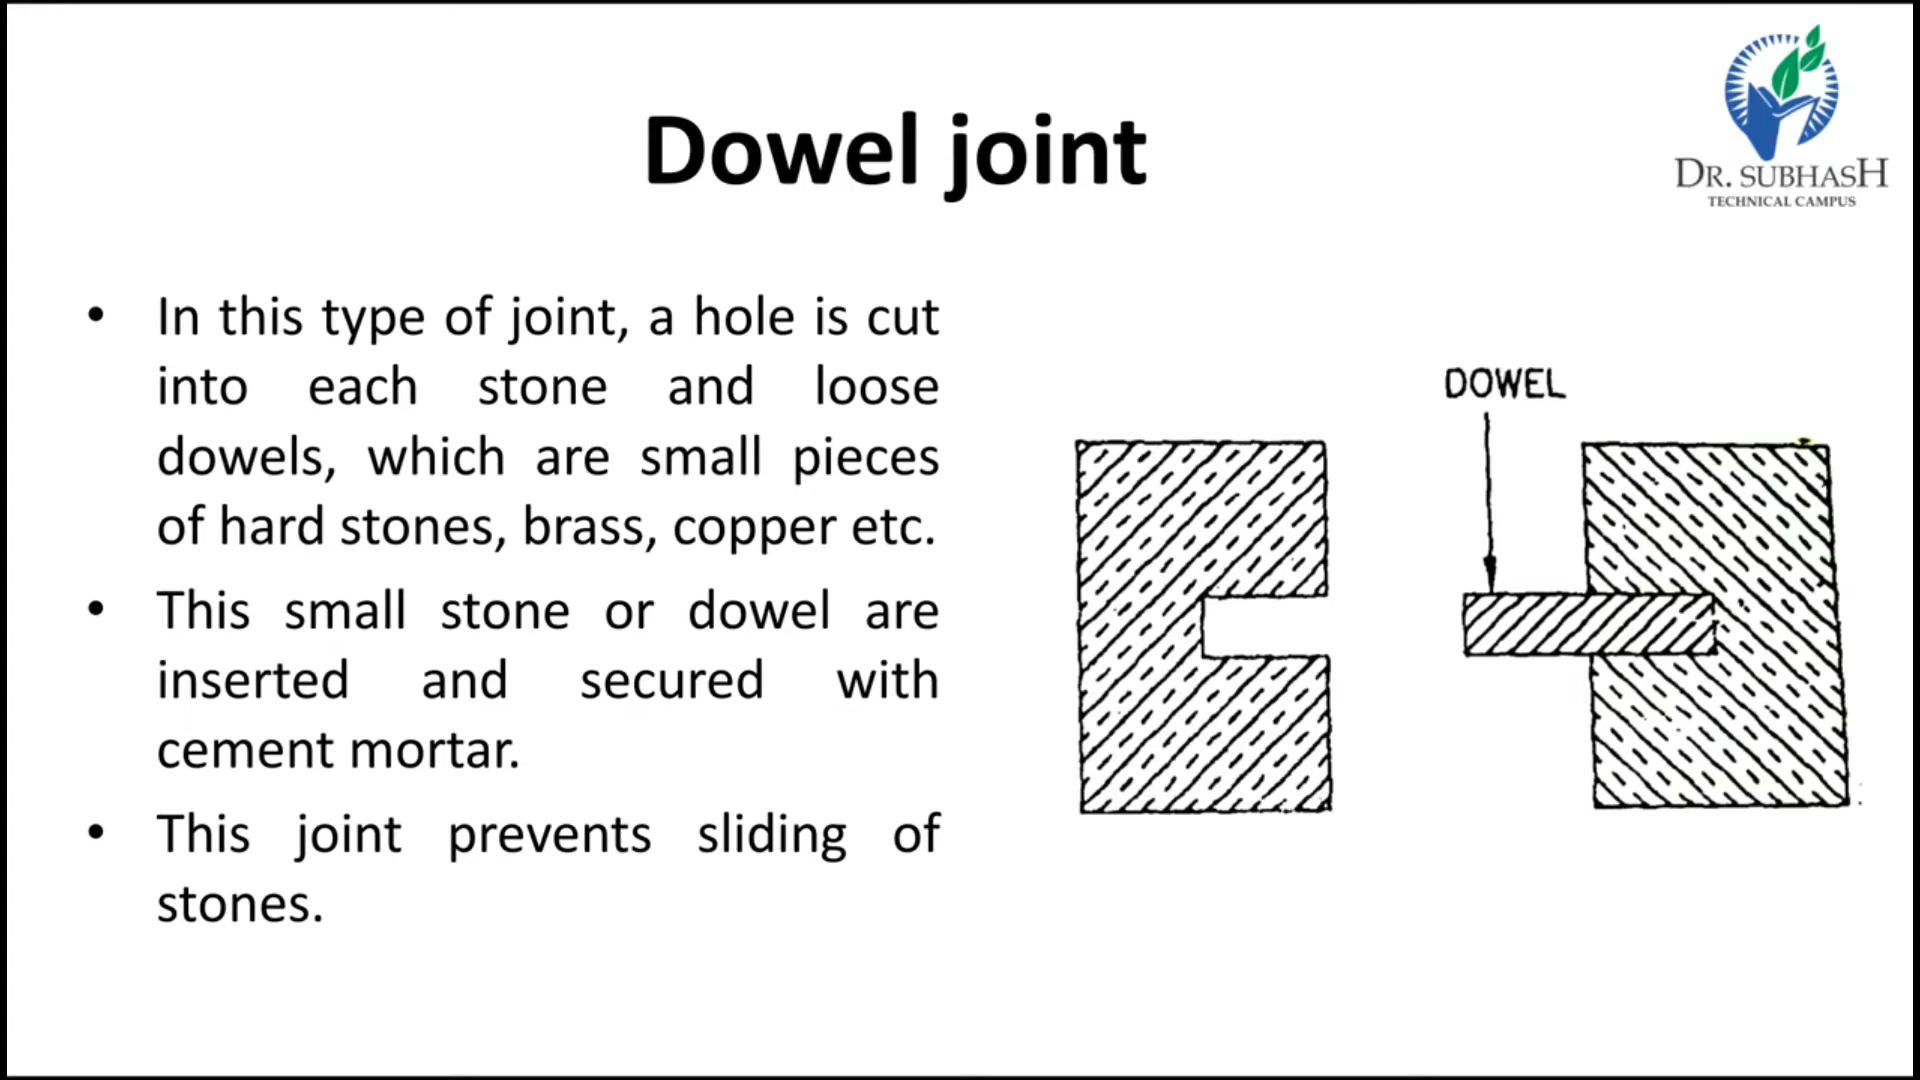 Dowel joint
DR. SUBHASH
TECHNICAL CAMPUS
• In this type of joint, a hole is cut
into each stone and loose
dowels, which are small pieces
of hard stones, brass, copper etc.
• This small stone or dowel are
inserted and secured with
cement mortar.
• This joint prevents sliding of
stones.
DOWEL